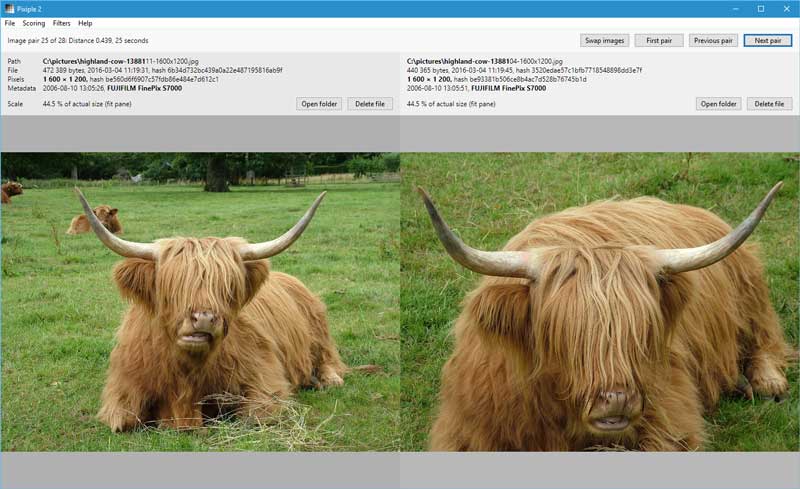 Pixiple 2
File Scoring Filters Help
Image pair 25 of 28: Distance 0.439, 25 seconds
Swap images First pair Previous pair Next pair
Path C:\pictures\highland-cow-1388111-1600x1200.jpg
File 472 389 bytes, 2016-03-04 11:19:31, hash 6b34d732bc439a0a22e487195816ab9f
Pixels 1 600 × 1 200, hash be560d6f6907c57fdb86e484e7d612c1
Metadata 2006-08-10 13:05:26, FUJIFILM FinePix S7000
Scale 44.5 % of actual size (fit pane) Open folder Delete file
C:\pictures\highland-cow-1388104-1600x1200.jpg
440 365 bytes, 2016-03-04 11:19:45, hash 3520edae57c1bfb7718548898dd3e7f
1 600 × 1 200, hash be93381b506ce8b4ac7d528b76745b1d
2006-08-10 13:05:51, FUJIFILM FinePix S7000
44.5 % of actual size (fit pane) Open folder Delete file